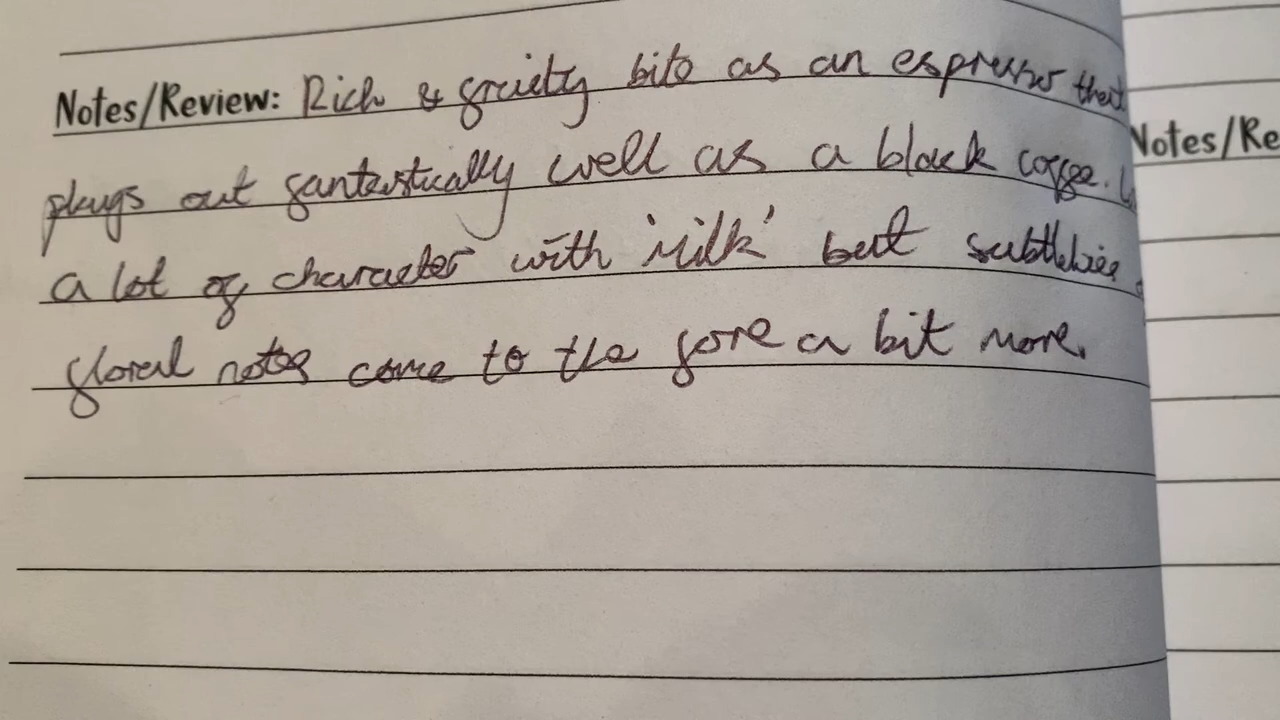 Notes/Review: Rich & fruity bite as an espresso that
plays out fantastically well as a black coffee.
a lot of character with 'milk' but subtleties
floral notes come to the fore a bit more.
Notes/Re